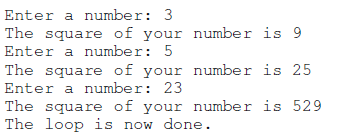 Enter a number: 3
The square of your number is 9
Enter a number: 5
The square of your number is 25
Enter a number: 23
The square of your number is 529
The loop is now done.